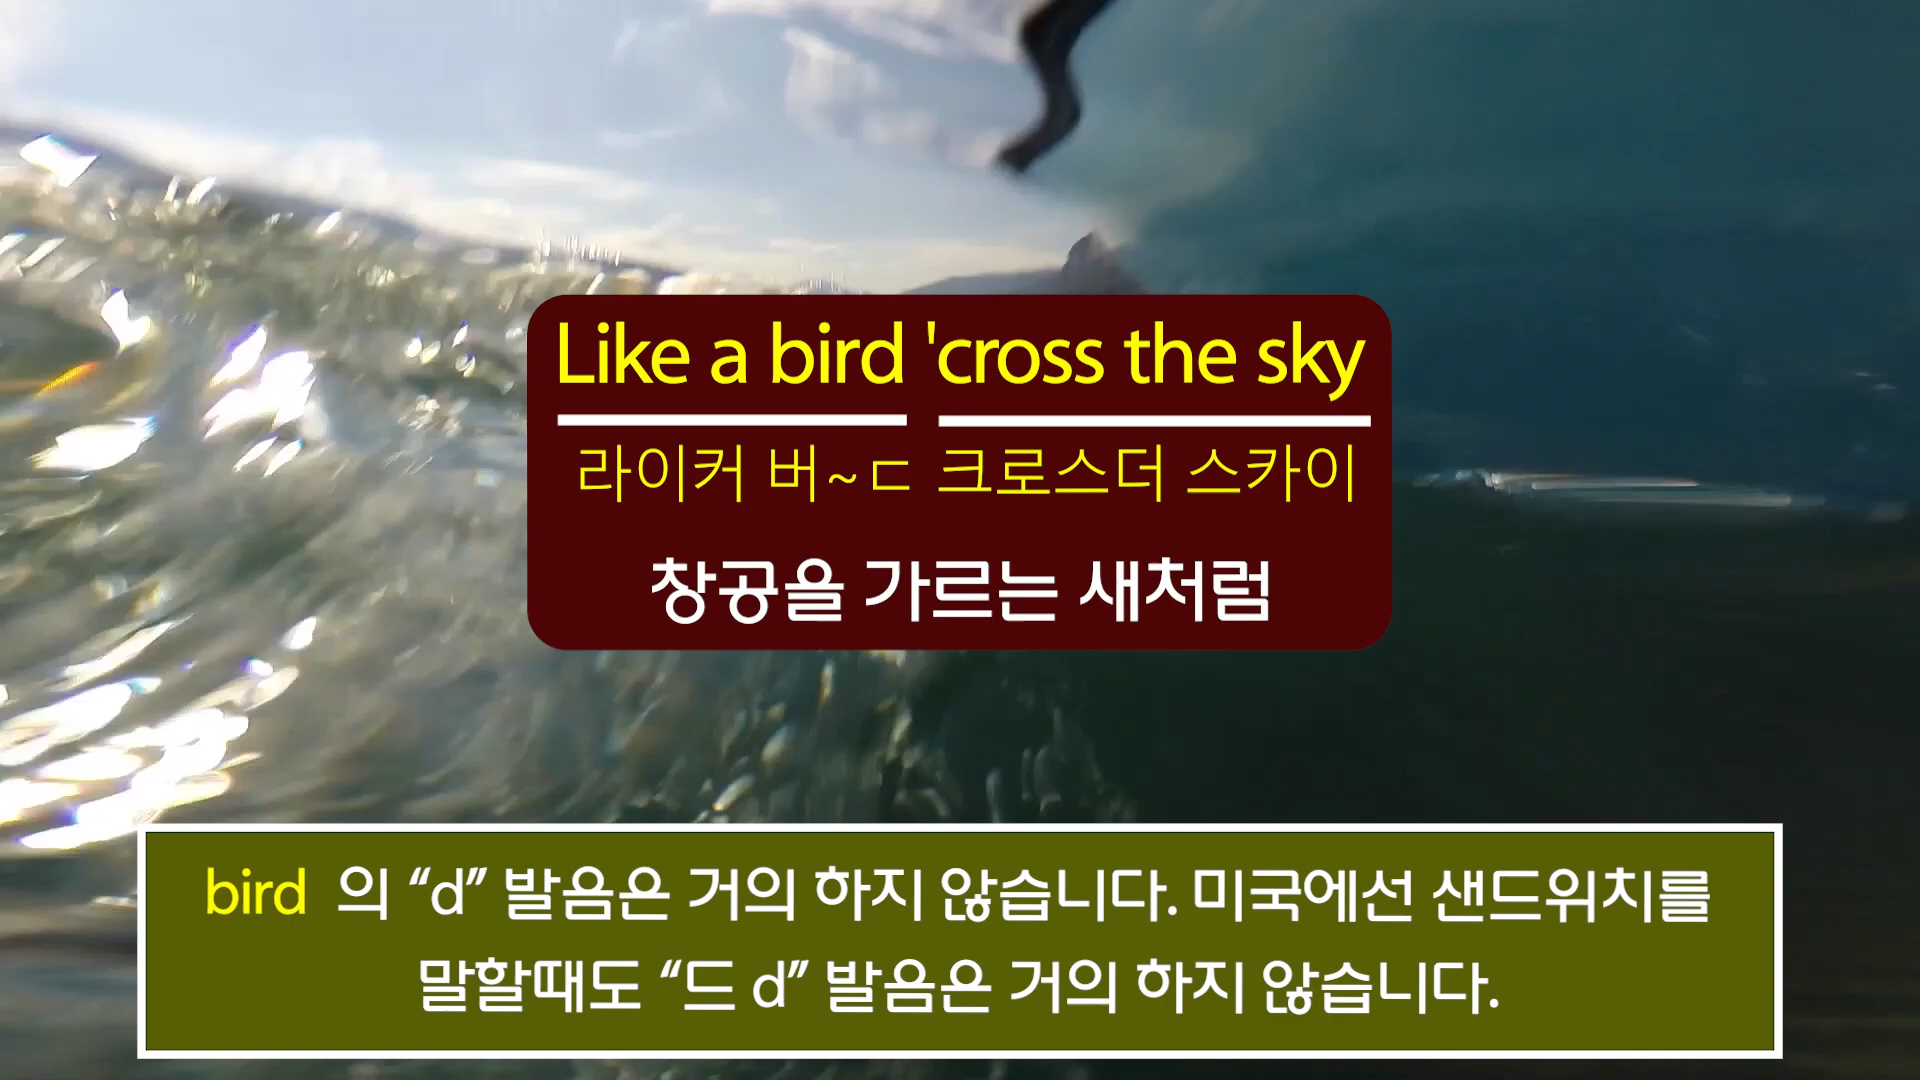 Like a bird 'cross the sky
라이커 버~ㄷ 크로스더 스카이
창공을 가르는 새처럼
bird 의 “d” 발음은 거의 하지 않습니다. 미국에선 샌드위치를
말할때도 “드 d” 발음은 거의 하지 않습니다.